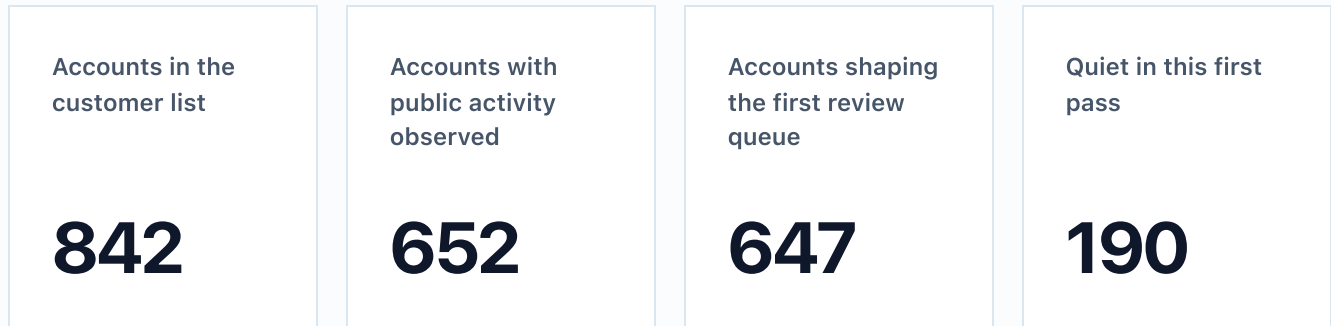 Accounts in the
customer list
842
Accounts with
public activity
observed
652
Accounts shaping
the first review
queue
647
Quiet in this first
pass
190